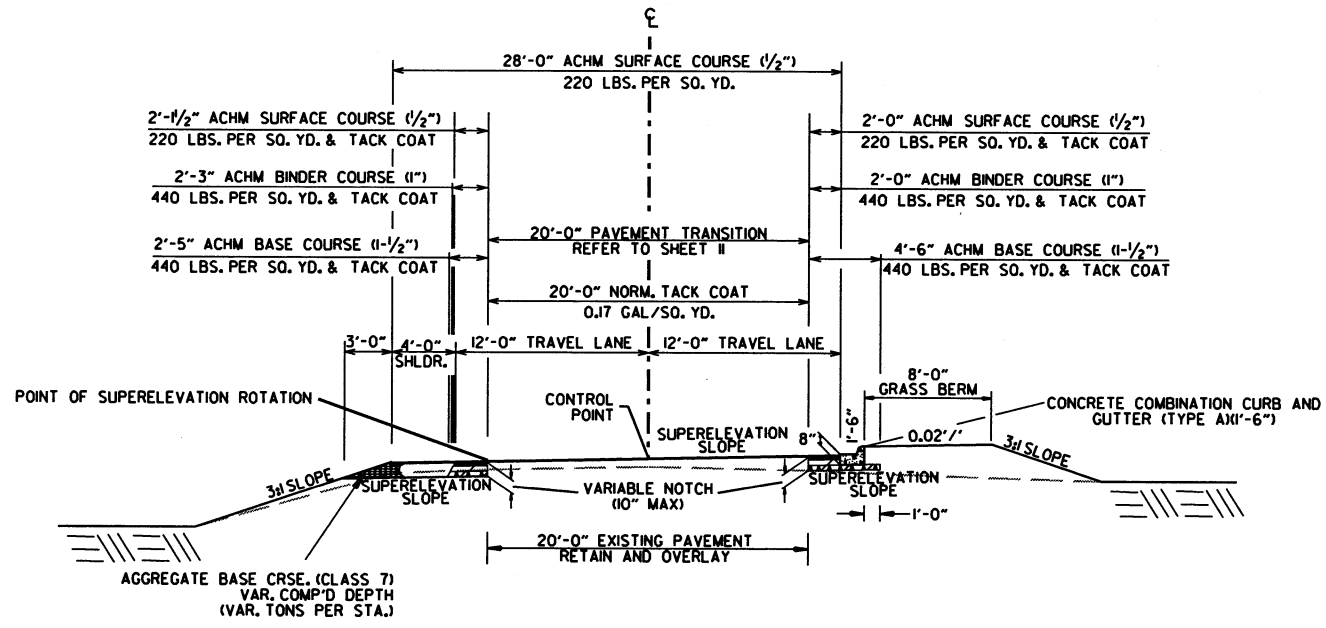 ℄
28'-0" ACHM SURFACE COURSE (1/2")
220 LBS. PER SQ. YD.
2'-1 1/2" ACHM SURFACE COURSE (1/2")
220 LBS. PER SQ. YD. & TACK COAT
2'-0" ACHM SURFACE COURSE (1/2")
220 LBS. PER SQ. YD. & TACK COAT
2'-3" ACHM BINDER COURSE (1")
440 LBS. PER SQ. YD. & TACK COAT
2'-0" ACHM BINDER COURSE (1")
440 LBS. PER SQ. YD. & TACK COAT
2'-5" ACHM BASE COURSE (1-1/2")
440 LBS. PER SQ. YD. & TACK COAT
20'-0" PAVEMENT TRANSITION
REFER TO SHEET 11
4'-6" ACHM BASE COURSE (1-1/2")
440 LBS. PER SQ. YD. & TACK COAT
20'-0" NORM. TACK COAT
0.17 GAL/SQ. YD.
3'-0"
4'-0"
SHLDR.
12'-0" TRAVEL LANE
12'-0" TRAVEL LANE
8'-0"
GRASS BERM
POINT OF SUPERELEVATION ROTATION
CONTROL
POINT
SUPERELEVATION
SLOPE
8"
1'-6"
0.02'/'
CONCRETE COMBINATION CURB AND
GUTTER (TYPE A)(1'-6")
3:1 SLOPE
3:1 SLOPE
SUPERELEVATION
SLOPE
VARIABLE NOTCH
(10" MAX)
SUPERELEVATION
SLOPE
1'-0"
20'-0" EXISTING PAVEMENT
RETAIN AND OVERLAY
AGGREGATE BASE CRSE. (CLASS 7)
VAR. COMP'D DEPTH
(VAR. TONS PER STA.)